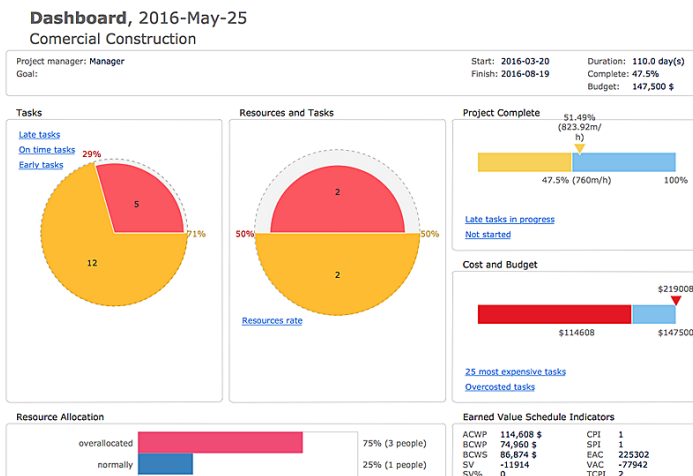 Dashboard, 2016-May-25
Comercial Construction
Project manager: Manager
Goal:
Start: 2016-03-20
Finish: 2016-08-19
Duration: 110.0 day(s)
Complete: 47.5%
Budget: 147,500 $
Tasks
Late tasks
On time tasks
Early tasks
29%
5
71%
12
Resources and Tasks
2
50%
50%
2
Resources rate
Project Complete
51.49%
(823.92m/
h)
47.5% (760m/h)
100%
Late tasks in progress
Not started
Cost and Budget
$219008
$114608
$147500
25 most expensive tasks
Overcosted tasks
Resource Allocation
overallocated
75% (3 people)
normally
25% (1 people)
Earned Value Schedule Indicators
ACWP 114,608 $ CPI 1
BCWP 74,960 $ SPI 1
BCWS 86,874 $ EAC 225302
SV -11914 VAC -77942
SV% 0 TCPI 2